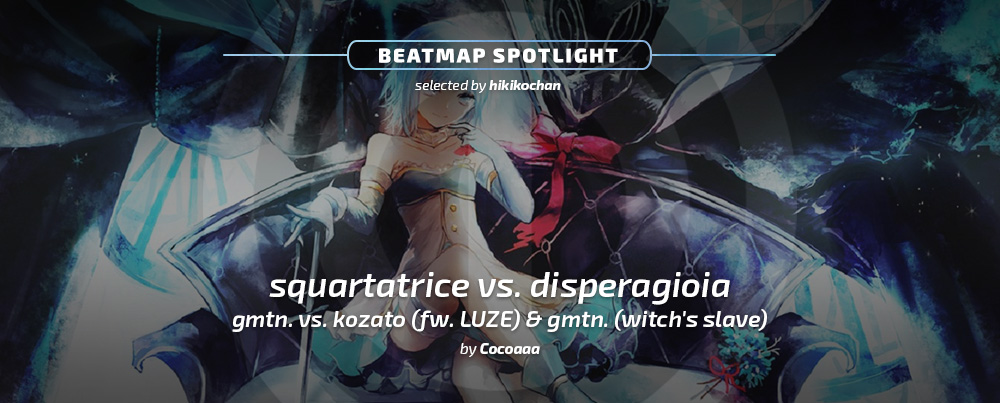 BEATMAP SPOTLIGHT
selected by hikikochan
squartatrice vs. disperagioia
gmtn. vs. kozato (fw. LUZE) & gmtn. (witch's slave)
by Cocoaaa